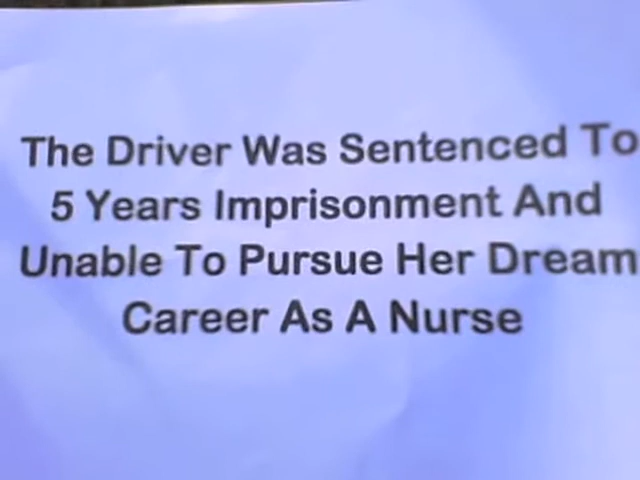 The Driver Was Sentenced To
5 Years Imprisonment And
Unable To Pursue Her Dream
Career As A Nurse